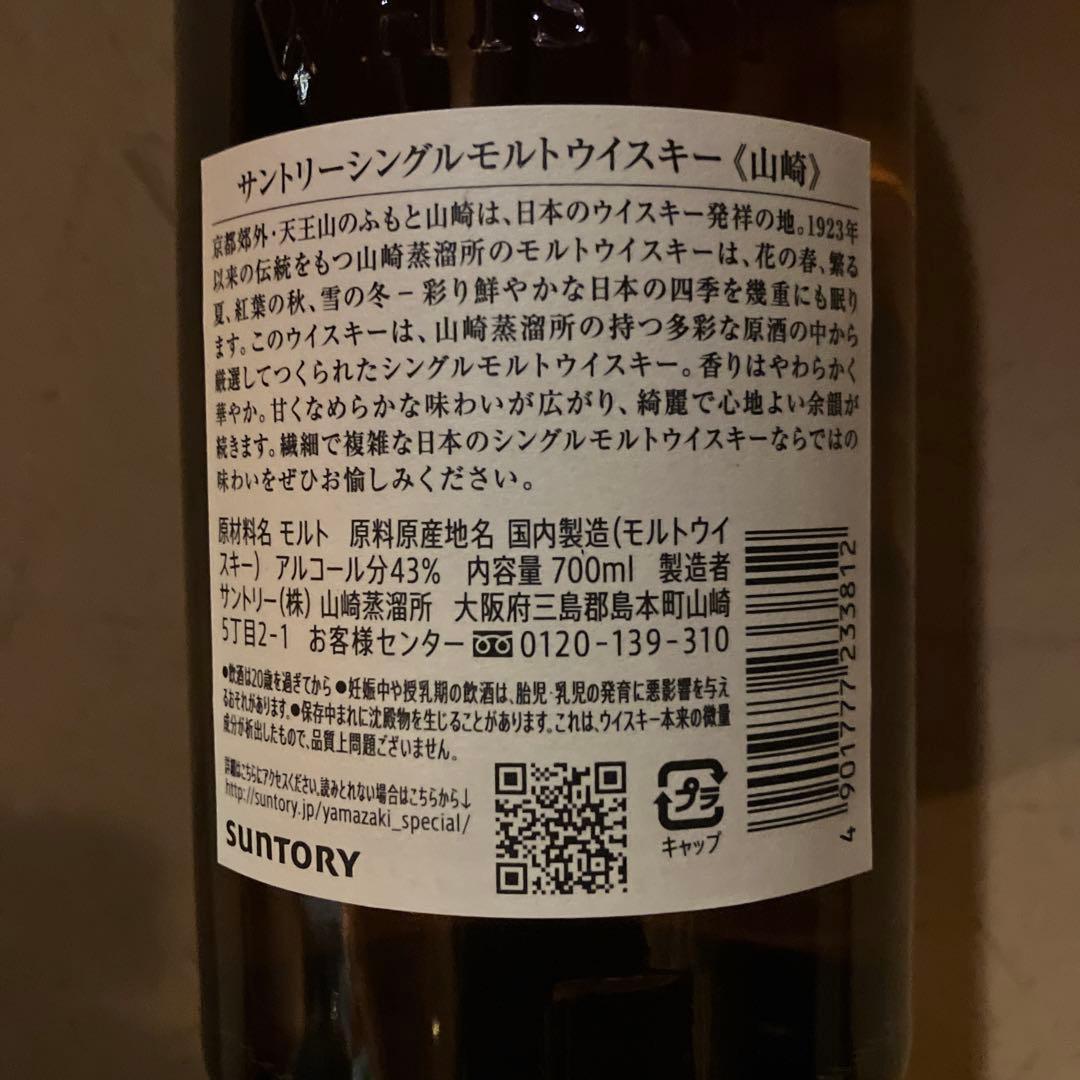 サントリーシングルモルトウイスキー《山崎》
京都郊外・天王山のふもと山崎は、日本のウイスキー発祥の地。1923年
以来の伝統をもつ山崎蒸溜所のモルトウイスキーは、花の春、繁る
夏、紅葉の秋、雪の冬－彩り鮮やかな日本の四季を幾重にも眠り
ます。このウイスキーは、山崎蒸溜所の持つ多彩な原酒の中から
厳選してつくられたシングルモルトウイスキー。香りはやわらかく
華やか。甘くなめらかな味わいが広がり、綺麗で心地よい余韻が
続きます。繊細で複雑な日本のシングルモルトウイスキーならではの
味わいをぜひお愉しみください。
原材料名 モルト 原料原産地名 国内製造(モルトウイ
スキー) アルコール分43% 内容量 700ml 製造者
サントリー(株) 山崎蒸溜所 大阪府三島郡島本町山崎
5丁目2-1 お客様センター 0120-139-310
●飲酒は20歳を過ぎてから ●妊娠中や授乳期の飲酒は、胎児・乳児の発育に悪影響を与え
るおそれがあります。●保存中まれに沈殿物を生じることがあります。これは、ウイスキー本来の微量
成分が析出したもので、品質上問題ございません。
詳細はこちらにアクセスください。読みとれない場合はこちらから↓
http://suntory.jp/yamazaki_special/
SUNTORY
プラ
キャップ
4 901777 233812